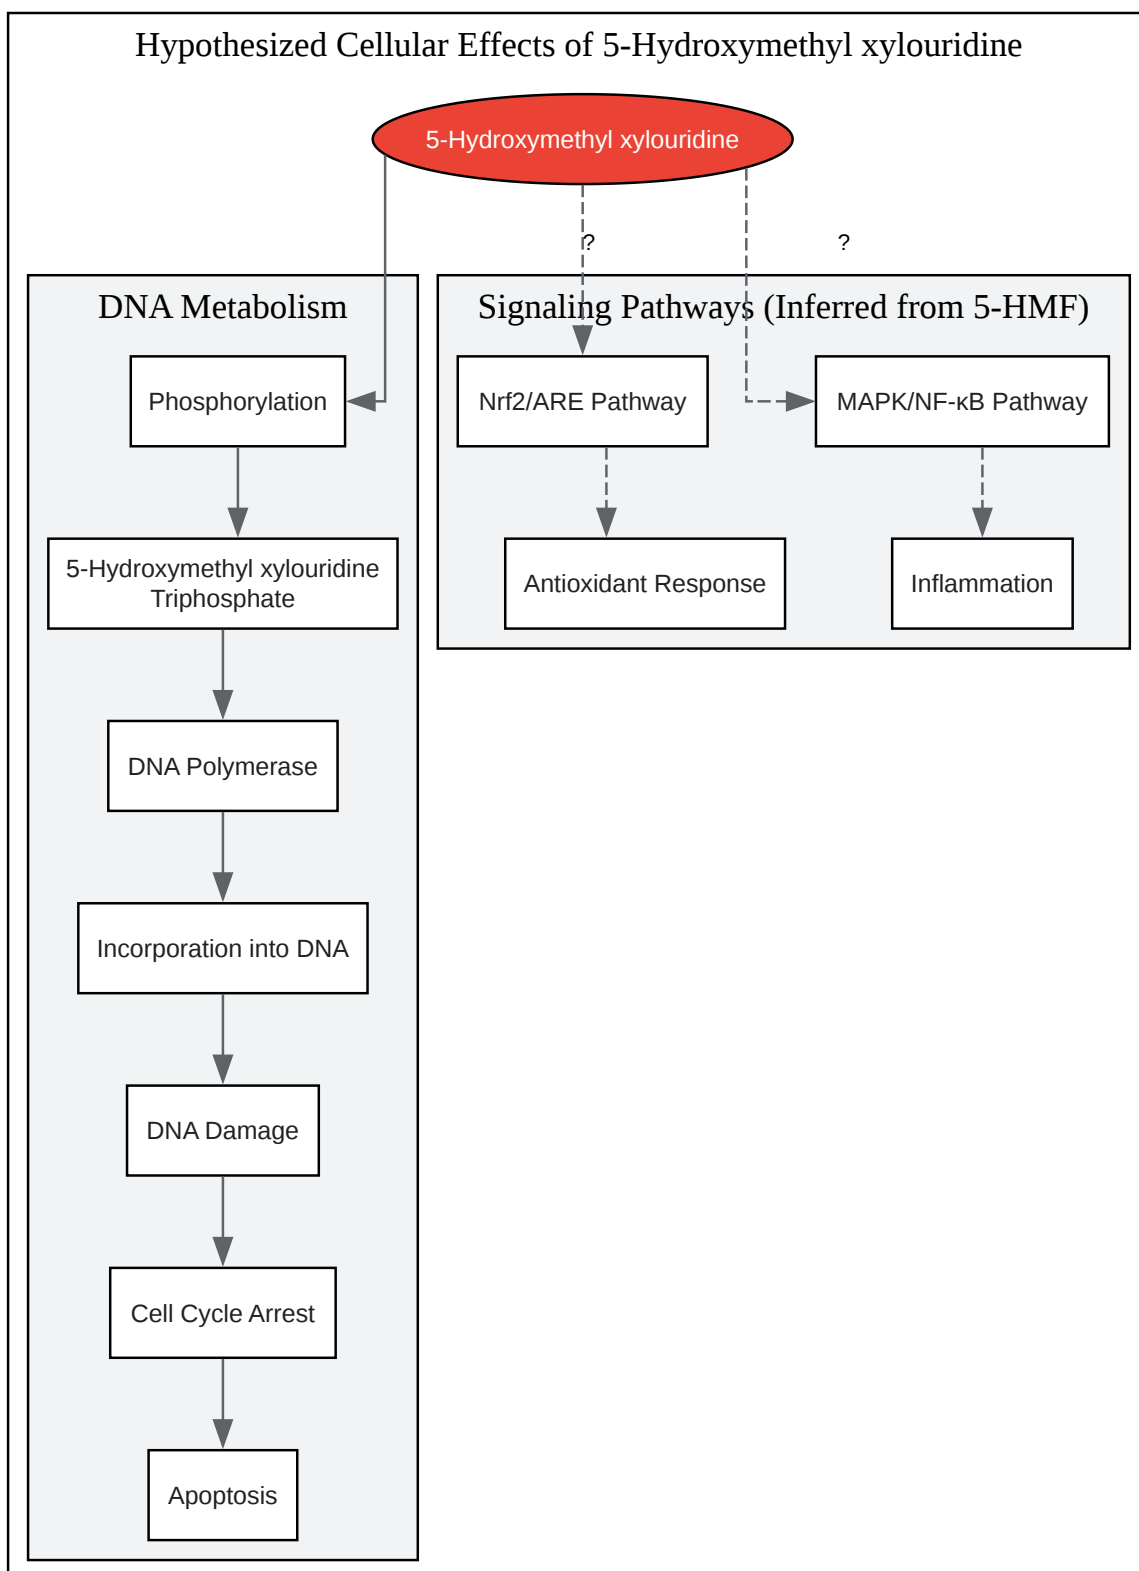 Hypothesized Cellular Effects of 5-Hydroxymethyl xylouridine
5-Hydroxymethyl xylouridine
?
?
DNA Metabolism
Phosphorylation
5-Hydroxymethyl xylouridine
Triphosphate
DNA Polymerase
Incorporation into DNA
DNA Damage
Cell Cycle Arrest
Apoptosis
Signaling Pathways (Inferred from 5-HMF)
Nrf2/ARE Pathway
MAPK/NF-κB Pathway
Antioxidant Response
Inflammation